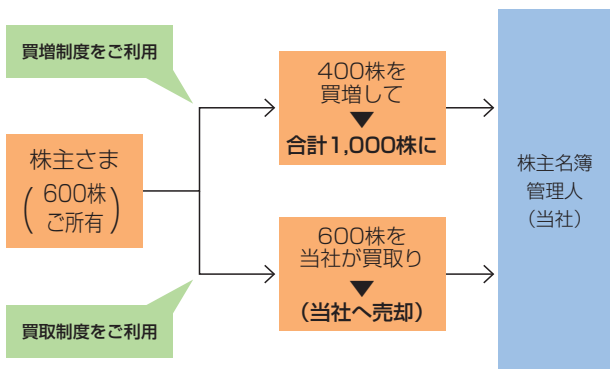 買増制度をご利用
400株を
買増して
▼
合計1,000株に
株主さま
(600株
ご所有)
株主名簿
管理人
(当社)
600株を
当社が買取り
▼
(当社へ売却)
買取制度をご利用